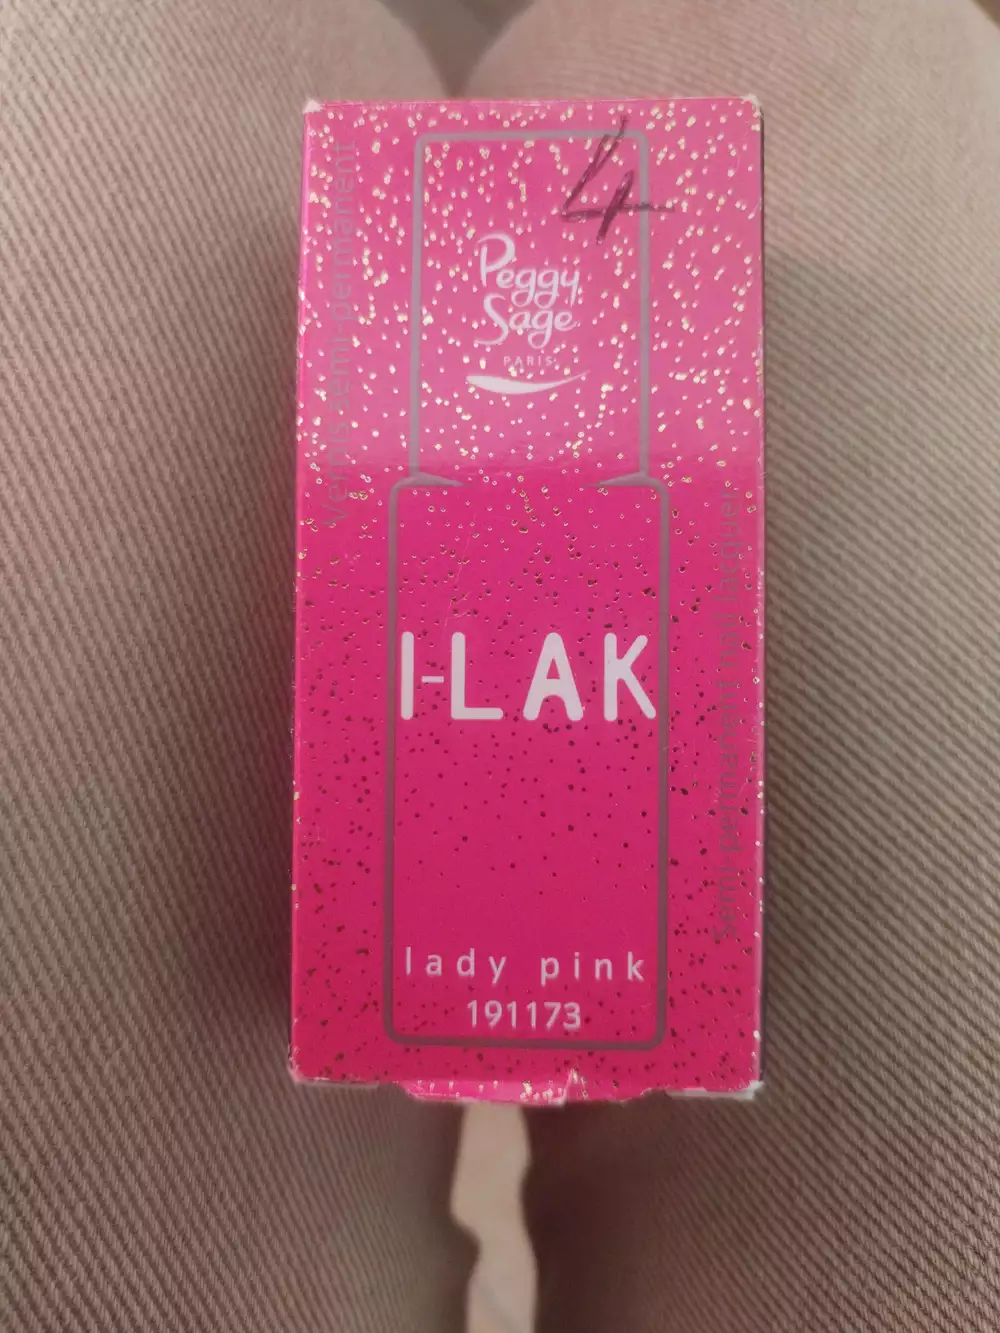 4
Peggy
Sage
PARIS
Vernis semi-permanent
I-LAK
Semi-permanent nail lacquer
lady pink
191173